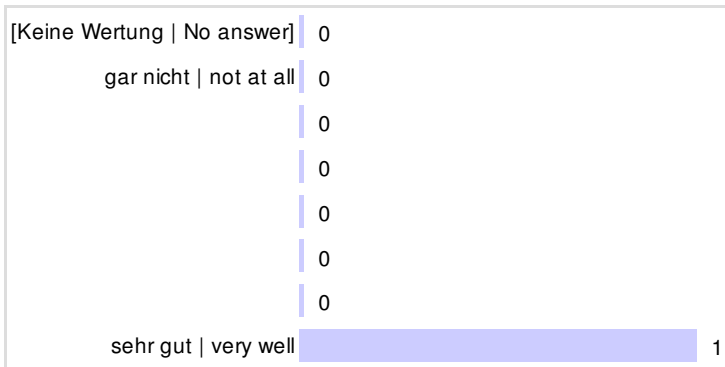 [Keine Wertung | No answer] 0
gar nicht | not at all 0
0
0
0
0
0
sehr gut | very well 1